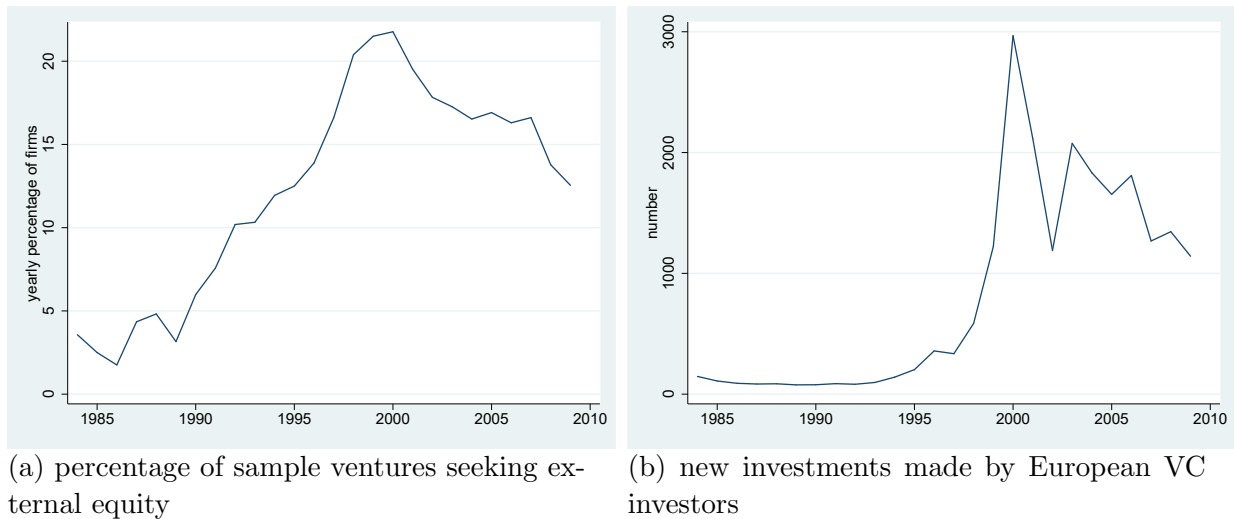 yearly percentage of firms
20
15
10
5
0
1985 1990 1995 2000 2005 2010
(a) percentage of sample ventures seeking ex-
ternal equity
number
3000
2000
1000
0
1985 1990 1995 2000 2005 2010
(b) new investments made by European VC
investors